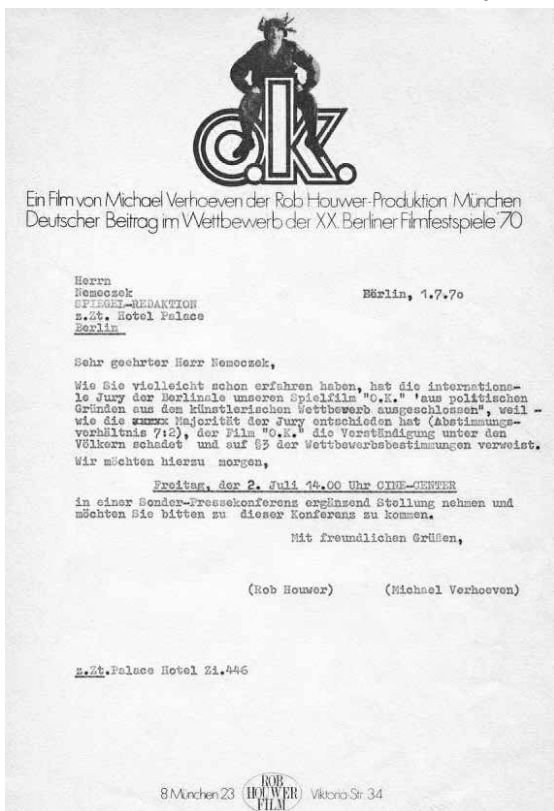 o.k.
Ein Film von Michael Verhoeven der Rob Houwer-Produktion München
Deutscher Beitrag im Wettbewerb der XX. Berliner Filmfestspiele '70
Herrn
Nemeczek
SPIEGEL-REDAKTION
z.Zt. Hotel Palace
Berlin
Börlin, 1.7.70
Sehr geehrter Herr Nemeczek,
Wie Sie vielleicht schon erfahren haben, hat die internationa-
le Jury der Berlinale unseren Spielfilm "O.K." 'aus politischen
Gründen aus dem künstlerischen Wettbewerb ausgeschlossen", weil -
wie die xxxxx Majorität der Jury entschieden hat (Abstimmungs-
verhältnis 7:2), der Film "O.K." die Verständigung unter den
Völkern schadet und auf §3 der Wettbewerbsbestimmungen verweist.
Wir möchten hierzu morgen,
Freitag, der 2. Juli 14.00 Uhr CINE-CENTER
in einer Sonder-Pressekonferenz ergänzend Stellung nehmen und
möchten Sie bitten zu dieser Konferenz zu kommen.
Mit freundlichen Grüßen,
(Rob Houwer) (Michael Verhoeven)
z.Zt.Palace Hotel Zi.446
8 München 23 ROB HOUWER FILM Viktoria-Str. 34